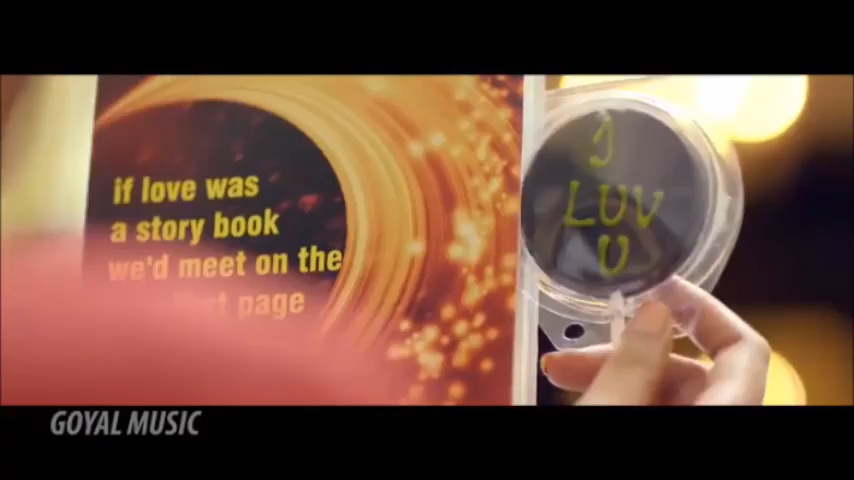 if love was
a story book
we'd meet on the
page
I
LUV
U
GOYAL MUSIC